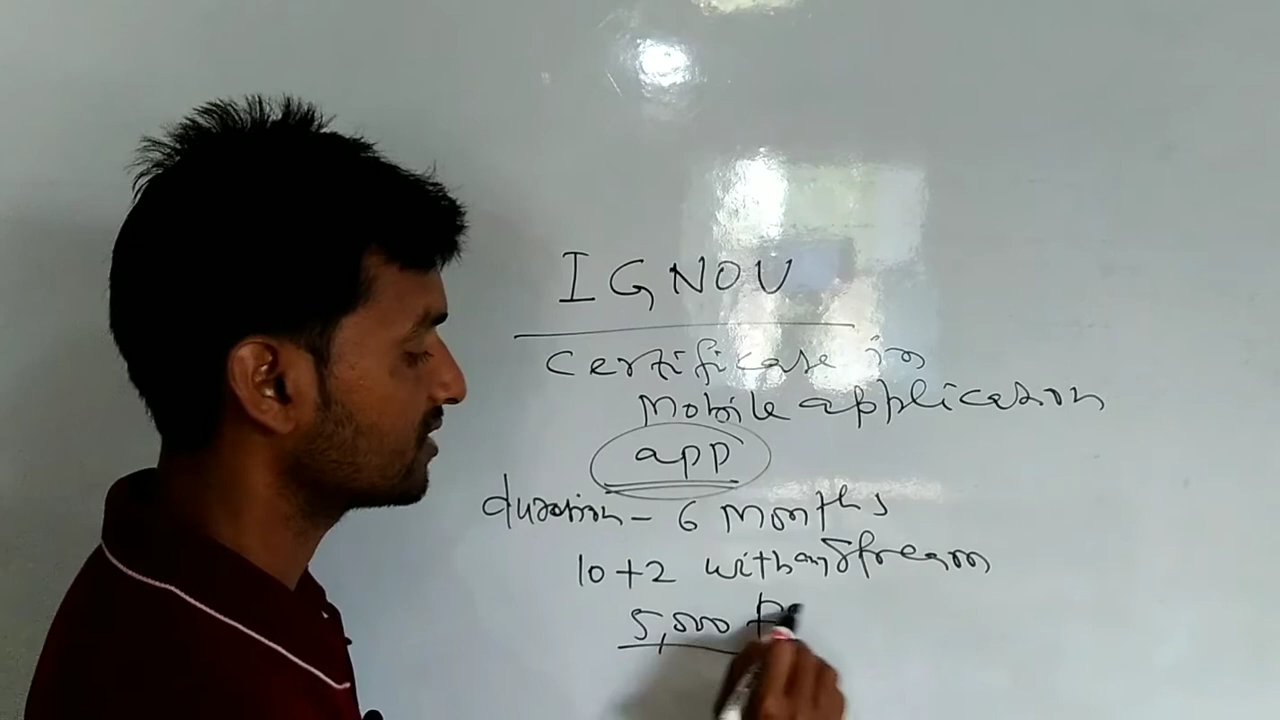 IGNOU
Certificate in
Mobile application
app
duration - 6 Months
10+2 with any Stream
5,000